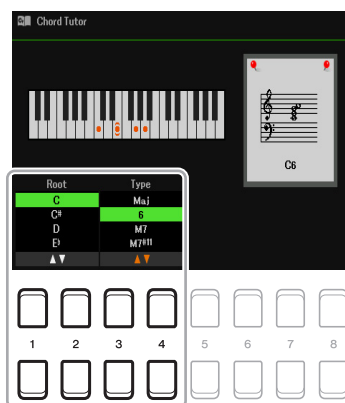 Chord Tutor
C6
Root Type
C Maj
C# 6
D M7
E♭ M7#11
▲▼ ▲▼
1 2 3 4 5 6 7 8